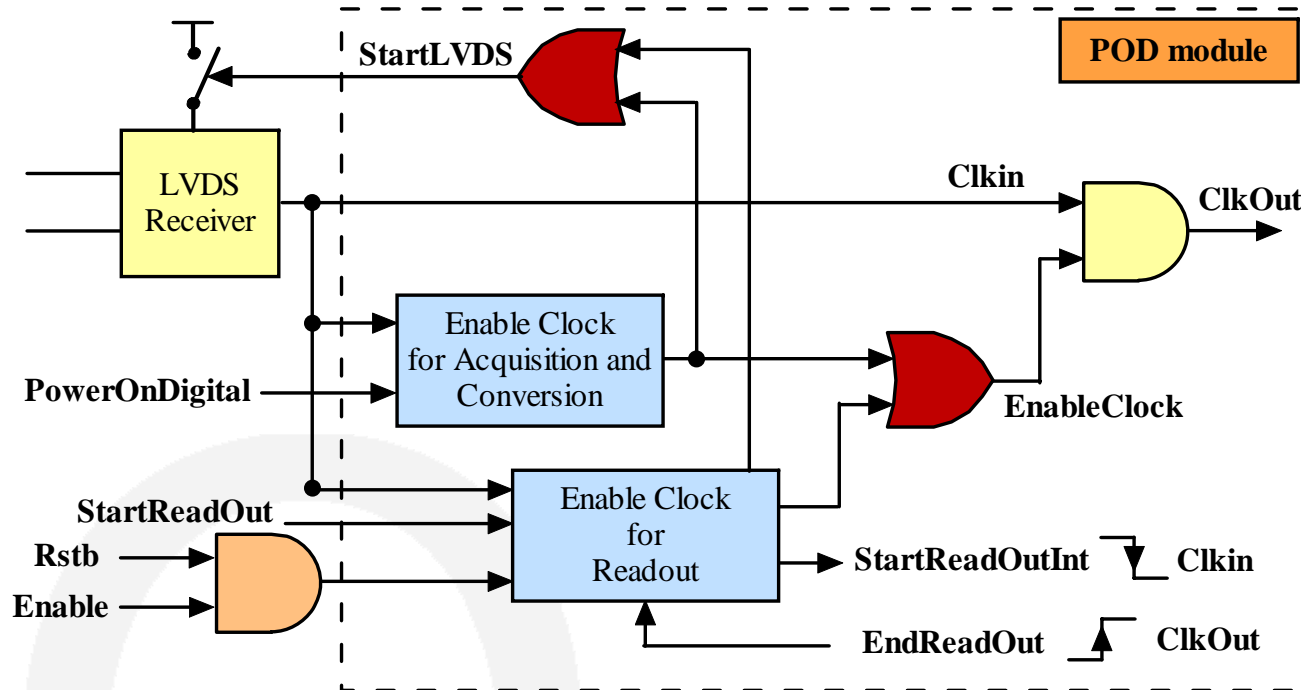 POD module
StartLVDS
LVDS
Receiver
Clkin
ClkOut
Enable Clock
for Acquisition and
Conversion
PowerOnDigital
EnableClock
Enable Clock
for
Readout
StartReadOut
Rstb
Enable
StartReadOutInt
Clkin
EndReadOut
ClkOut